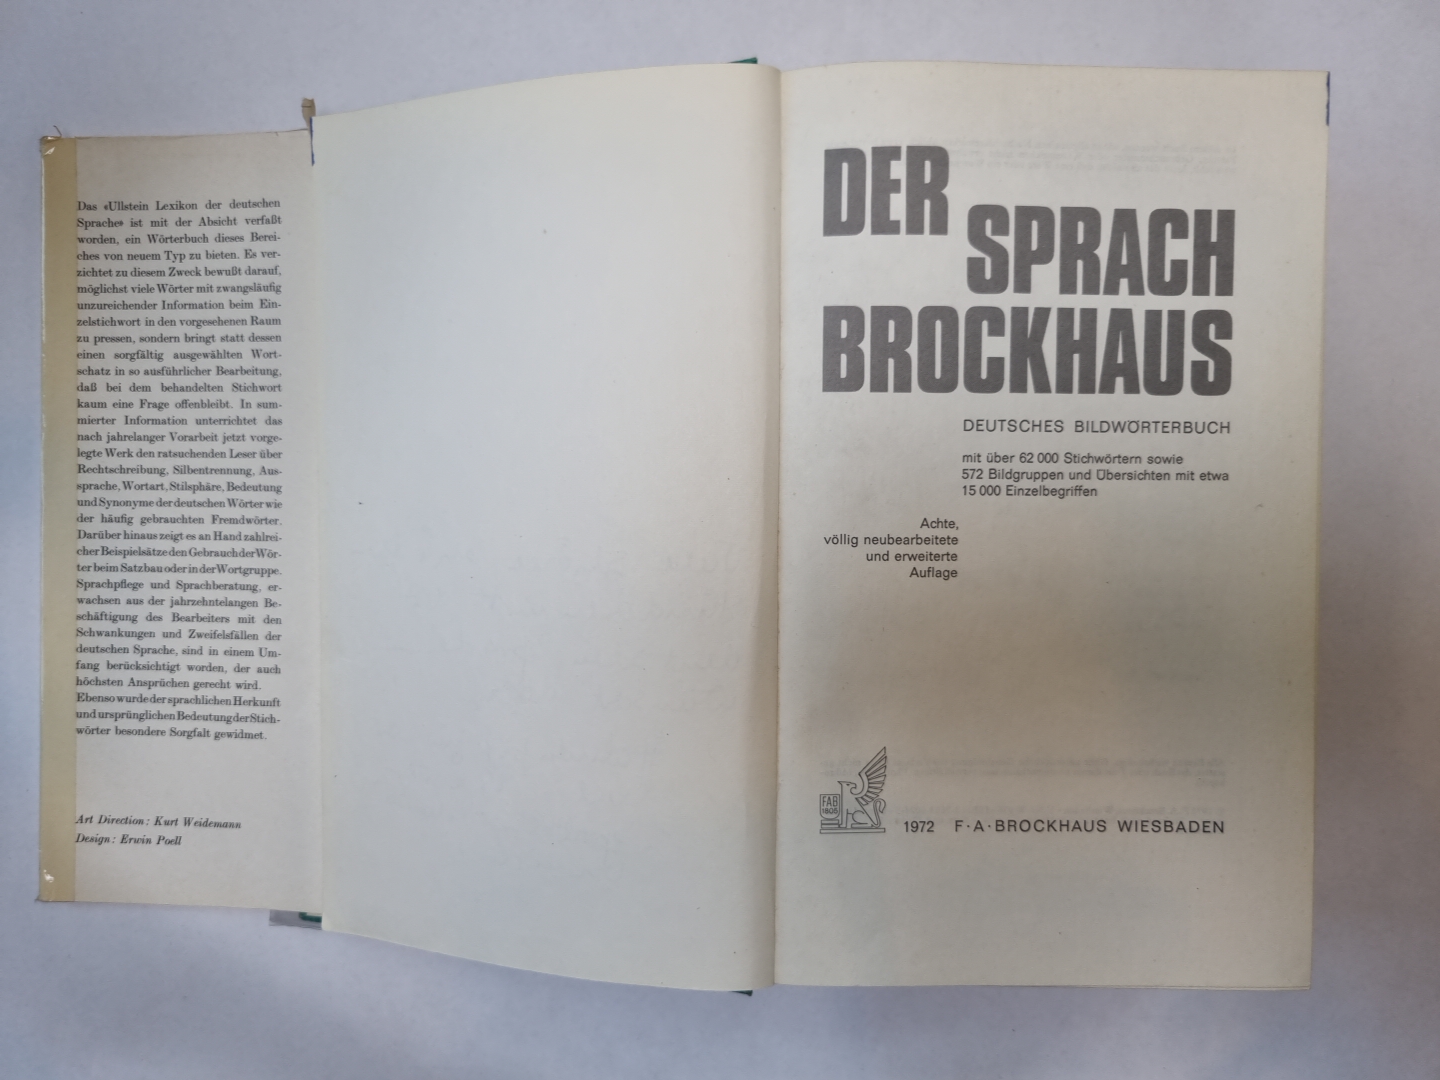 Das «Ullstein Lexikon der deutschen
Sprache» ist mit der Absicht verfaßt
worden, ein Wörterbuch dieses Berei-
ches von neuem Typ zu bieten. Es ver-
zichtet zu diesem Zweck bewußt darauf,
möglichst viele Wörter mit zwangsläufig
unzureichender Information beim Ein-
zelstichwort in den vorgesehenen Raum
zu pressen, sondern bringt statt dessen
einen sorgfältig ausgewählten Wort-
schatz in so ausführlicher Bearbeitung,
daß bei dem behandelten Stichwort
kaum eine Frage offenbleibt. In sum-
mierter Information unterrichtet das
nach jahrelanger Vorarbeit jetzt vorge-
legte Werk den ratsuchenden Leser über
Rechtschreibung, Silbentrennung, Aus-
sprache, Wortart, Stilsphäre, Bedeutung
und Synonyme der deutschen Wörter wie
der häufig gebrauchten Fremdwörter.
Darüber hinaus zeigt es an Hand zahlrei-
cher Beispielsätze den Gebrauch der Wör-
ter beim Satzbau oder in der Wortgruppe.
Sprachpflege und Sprachberatung, er-
wachsen aus der jahrzehntelangen Be-
schäftigung des Bearbeiters mit den
Schwankungen und Zweifelsfällen der
deutschen Sprache, sind in einem Um-
fang berücksichtigt worden, der auch
höchsten Ansprüchen gerecht wird.
Ebenso wurde der sprachlichen Herkunft
und ursprünglichen Bedeutung der Stich-
wörter besondere Sorgfalt gewidmet.
Art Direction: Kurt Weidemann
Design: Erwin Poell
DER
SPRACH
BROCKHAUS
DEUTSCHES BILDWÖRTERBUCH
mit über 62 000 Stichwörtern sowie
572 Bildgruppen und Übersichten mit etwa
15 000 Einzelbegriffen
Achte,
völlig neubearbeitete
und erweiterte
Auflage
FAB
1805
1972 F·A·BROCKHAUS WIESBADEN